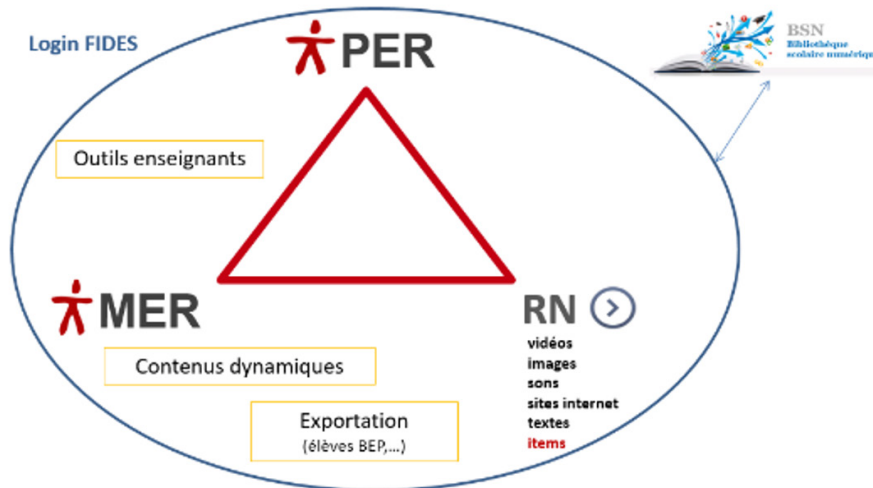 Login FIDES
PER
BSN
Bibliothèque
scolaire numérique
Outils enseignants
MER
RN
vidéos
images
sons
sites internet
textes
items
Contenus dynamiques
Exportation
(élèves BEP,...)